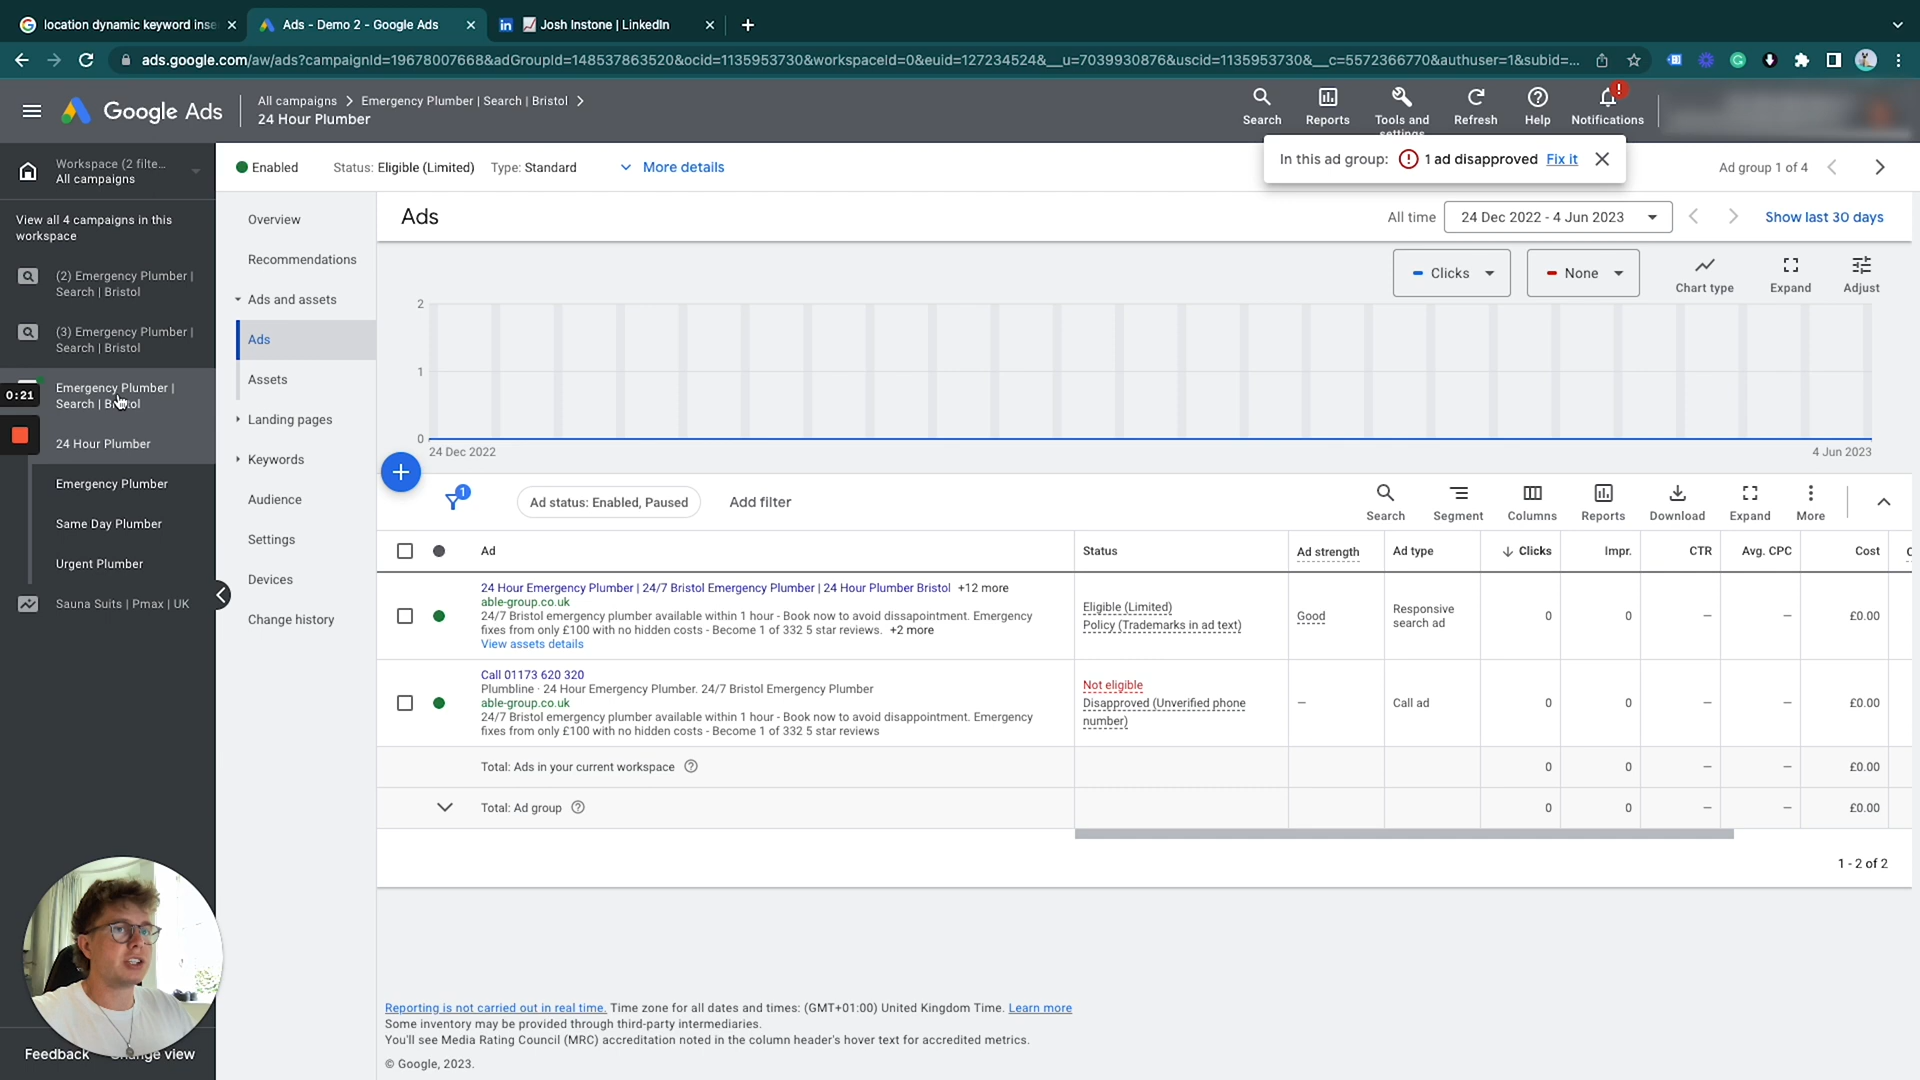 location dynamic keyword inse
Ads - Demo 2 - Google Ads
Josh Instone | LinkedIn
ads.google.com/aw/ads?campaignId=19678007668&adGroupId=148537863520&ocid=1135953730&workspaceId=0&euid=127234524&__u=7039930876&uscid=1135953730&__c=5572366770&authuser=1&subid=...
Google Ads
All campaigns > Emergency Plumber | Search | Bristol >
24 Hour Plumber
Search
Reports
Tools and
settings
Refresh
Help
Notifications
Workspace (2 filte...
All campaigns
Enabled
Status: Eligible (Limited)
Type: Standard
More details
In this ad group:
1 ad disapproved
Fix it
Ad group 1 of 4
View all 4 campaigns in this
workspace
(2) Emergency Plumber |
Search | Bristol
(3) Emergency Plumber |
Search | Bristol
0:21
Emergency Plumber |
Search | Bristol
24 Hour Plumber
Emergency Plumber
Same Day Plumber
Urgent Plumber
Sauna Suits | Pmax | UK
Feedback
Change view
Overview
Recommendations
Ads and assets
Ads
Assets
Landing pages
Keywords
Audience
Settings
Devices
Change history
Ads
All time
24 Dec 2022 - 4 Jun 2023
Show last 30 days
Clicks
None
Chart type
Expand
Adjust
2
1
0
24 Dec 2022
4 Jun 2023
1
Ad status: Enabled, Paused
Add filter
Search
Segment
Columns
Reports
Download
Expand
More
Ad
Status
Ad strength
Ad type
Clicks
Impr.
CTR
Avg. CPC
Cost
24 Hour Emergency Plumber | 24/7 Bristol Emergency Plumber | 24 Hour Plumber Bristol +12 more
able-group.co.uk
24/7 Bristol emergency plumber available within 1 hour - Book now to avoid dissapointment. Emergency
fixes from only £100 with no hidden costs - Become 1 of 332 5 star reviews. +2 more
View assets details
Eligible (Limited)
Policy (Trademarks in ad text)
Good
Responsive
search ad
0
0
–
–
£0.00
Call 01173 620 320
Plumbline · 24 Hour Emergency Plumber. 24/7 Bristol Emergency Plumber
able-group.co.uk
24/7 Bristol emergency plumber available within 1 hour - Book now to avoid disappointment. Emergency
fixes from only £100 with no hidden costs - Become 1 of 332 5 star reviews
Not eligible
Disapproved (Unverified phone
number)
–
Call ad
0
0
–
–
£0.00
Total: Ads in your current workspace
0
0
–
–
£0.00
Total: Ad group
0
0
–
–
£0.00
1 - 2 of 2
Reporting is not carried out in real time. Time zone for all dates and times: (GMT+01:00) United Kingdom Time. Learn more
Some inventory may be provided through third-party intermediaries.
You'll see Media Rating Council (MRC) accreditation noted in the column header's hover text for accredited metrics.
© Google, 2023.